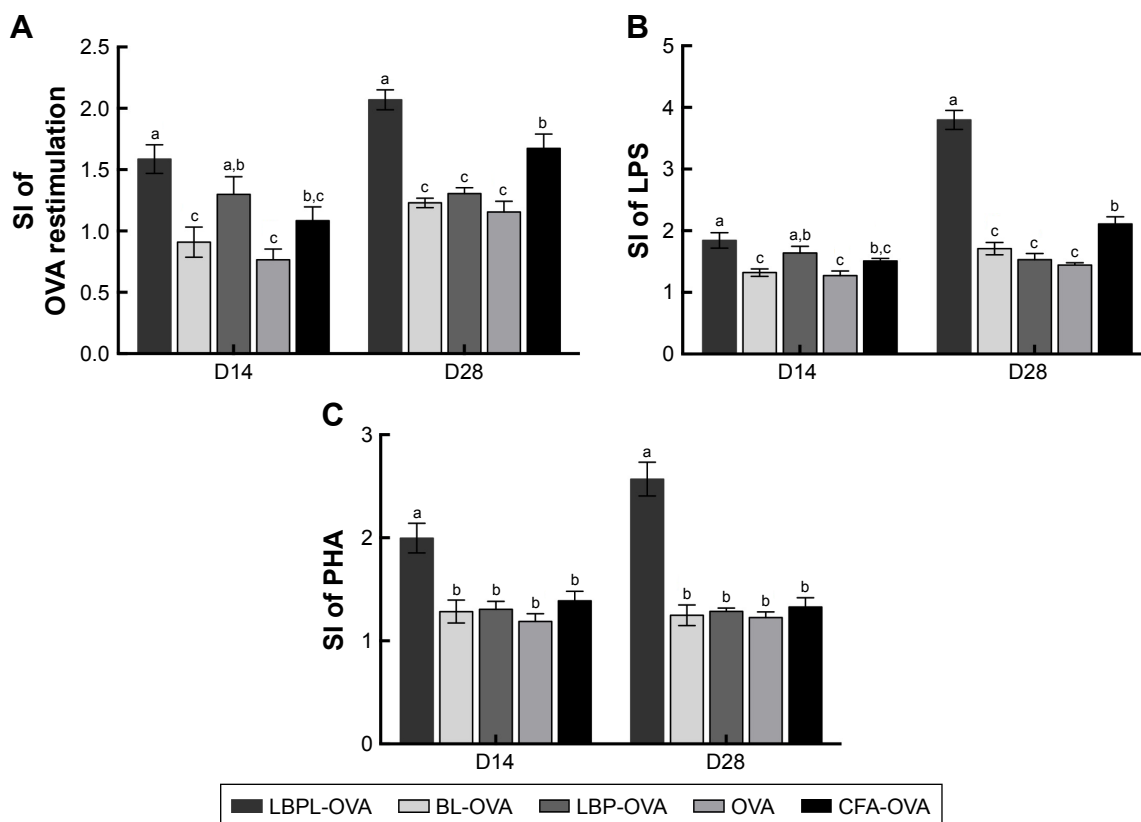 A
SI of
OVA restimulation
2.5
2.0
1.5
1.0
0.5
0.0
a
c
a,b
c
b,c
a
c
c
c
b
D14
D28
B
SI of LPS
5
4
3
2
1
0
a
c
a,b
c
b,c
a
c
c
c
b
D14
D28
C
SI of PHA
3
2
1
0
a
b
b
b
b
a
b
b
b
b
D14
D28
LBPL-OVA BL-OVA LBP-OVA OVA CFA-OVA